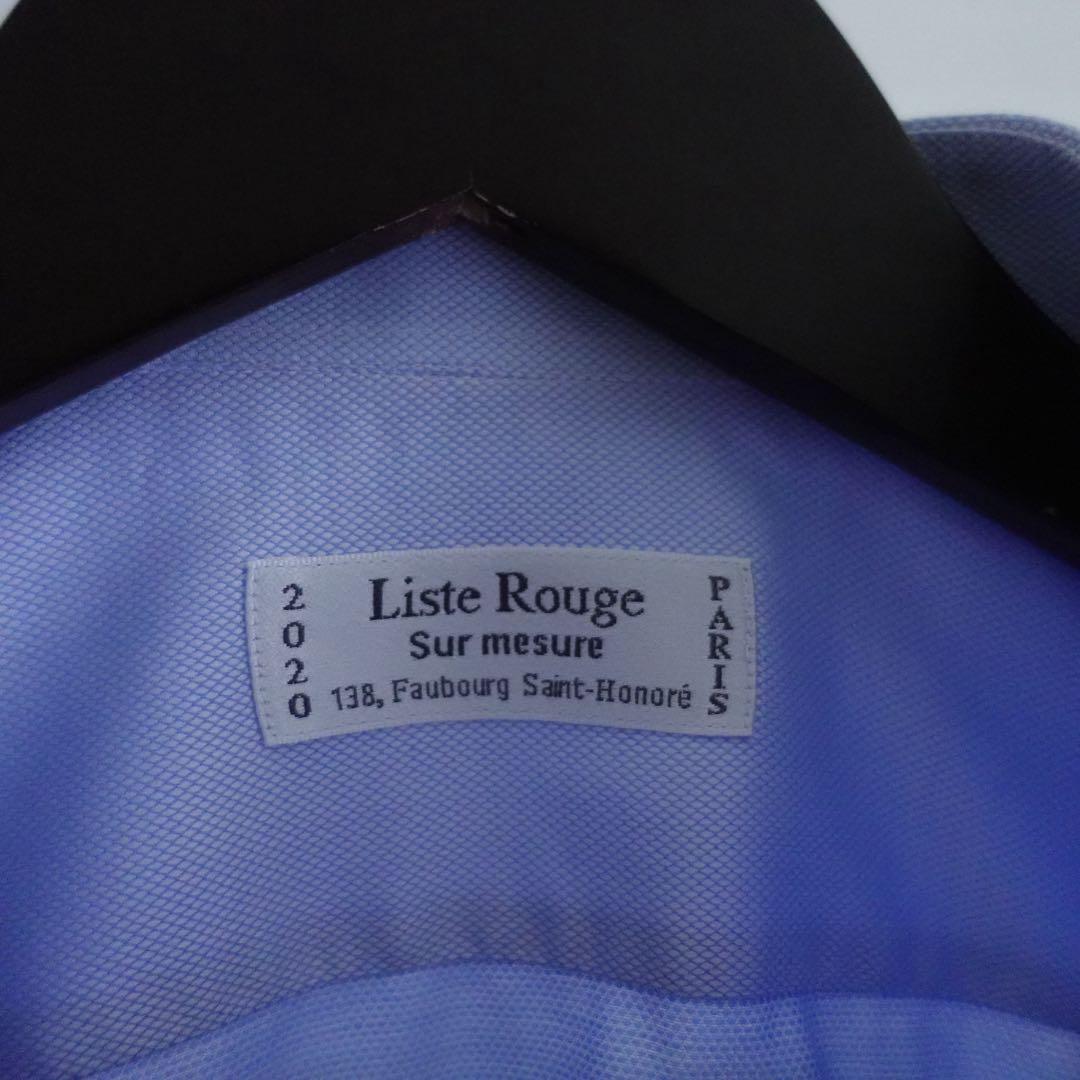 2020
Liste Rouge
Sur mesure
138, Faubourg Saint-Honoré
PARIS